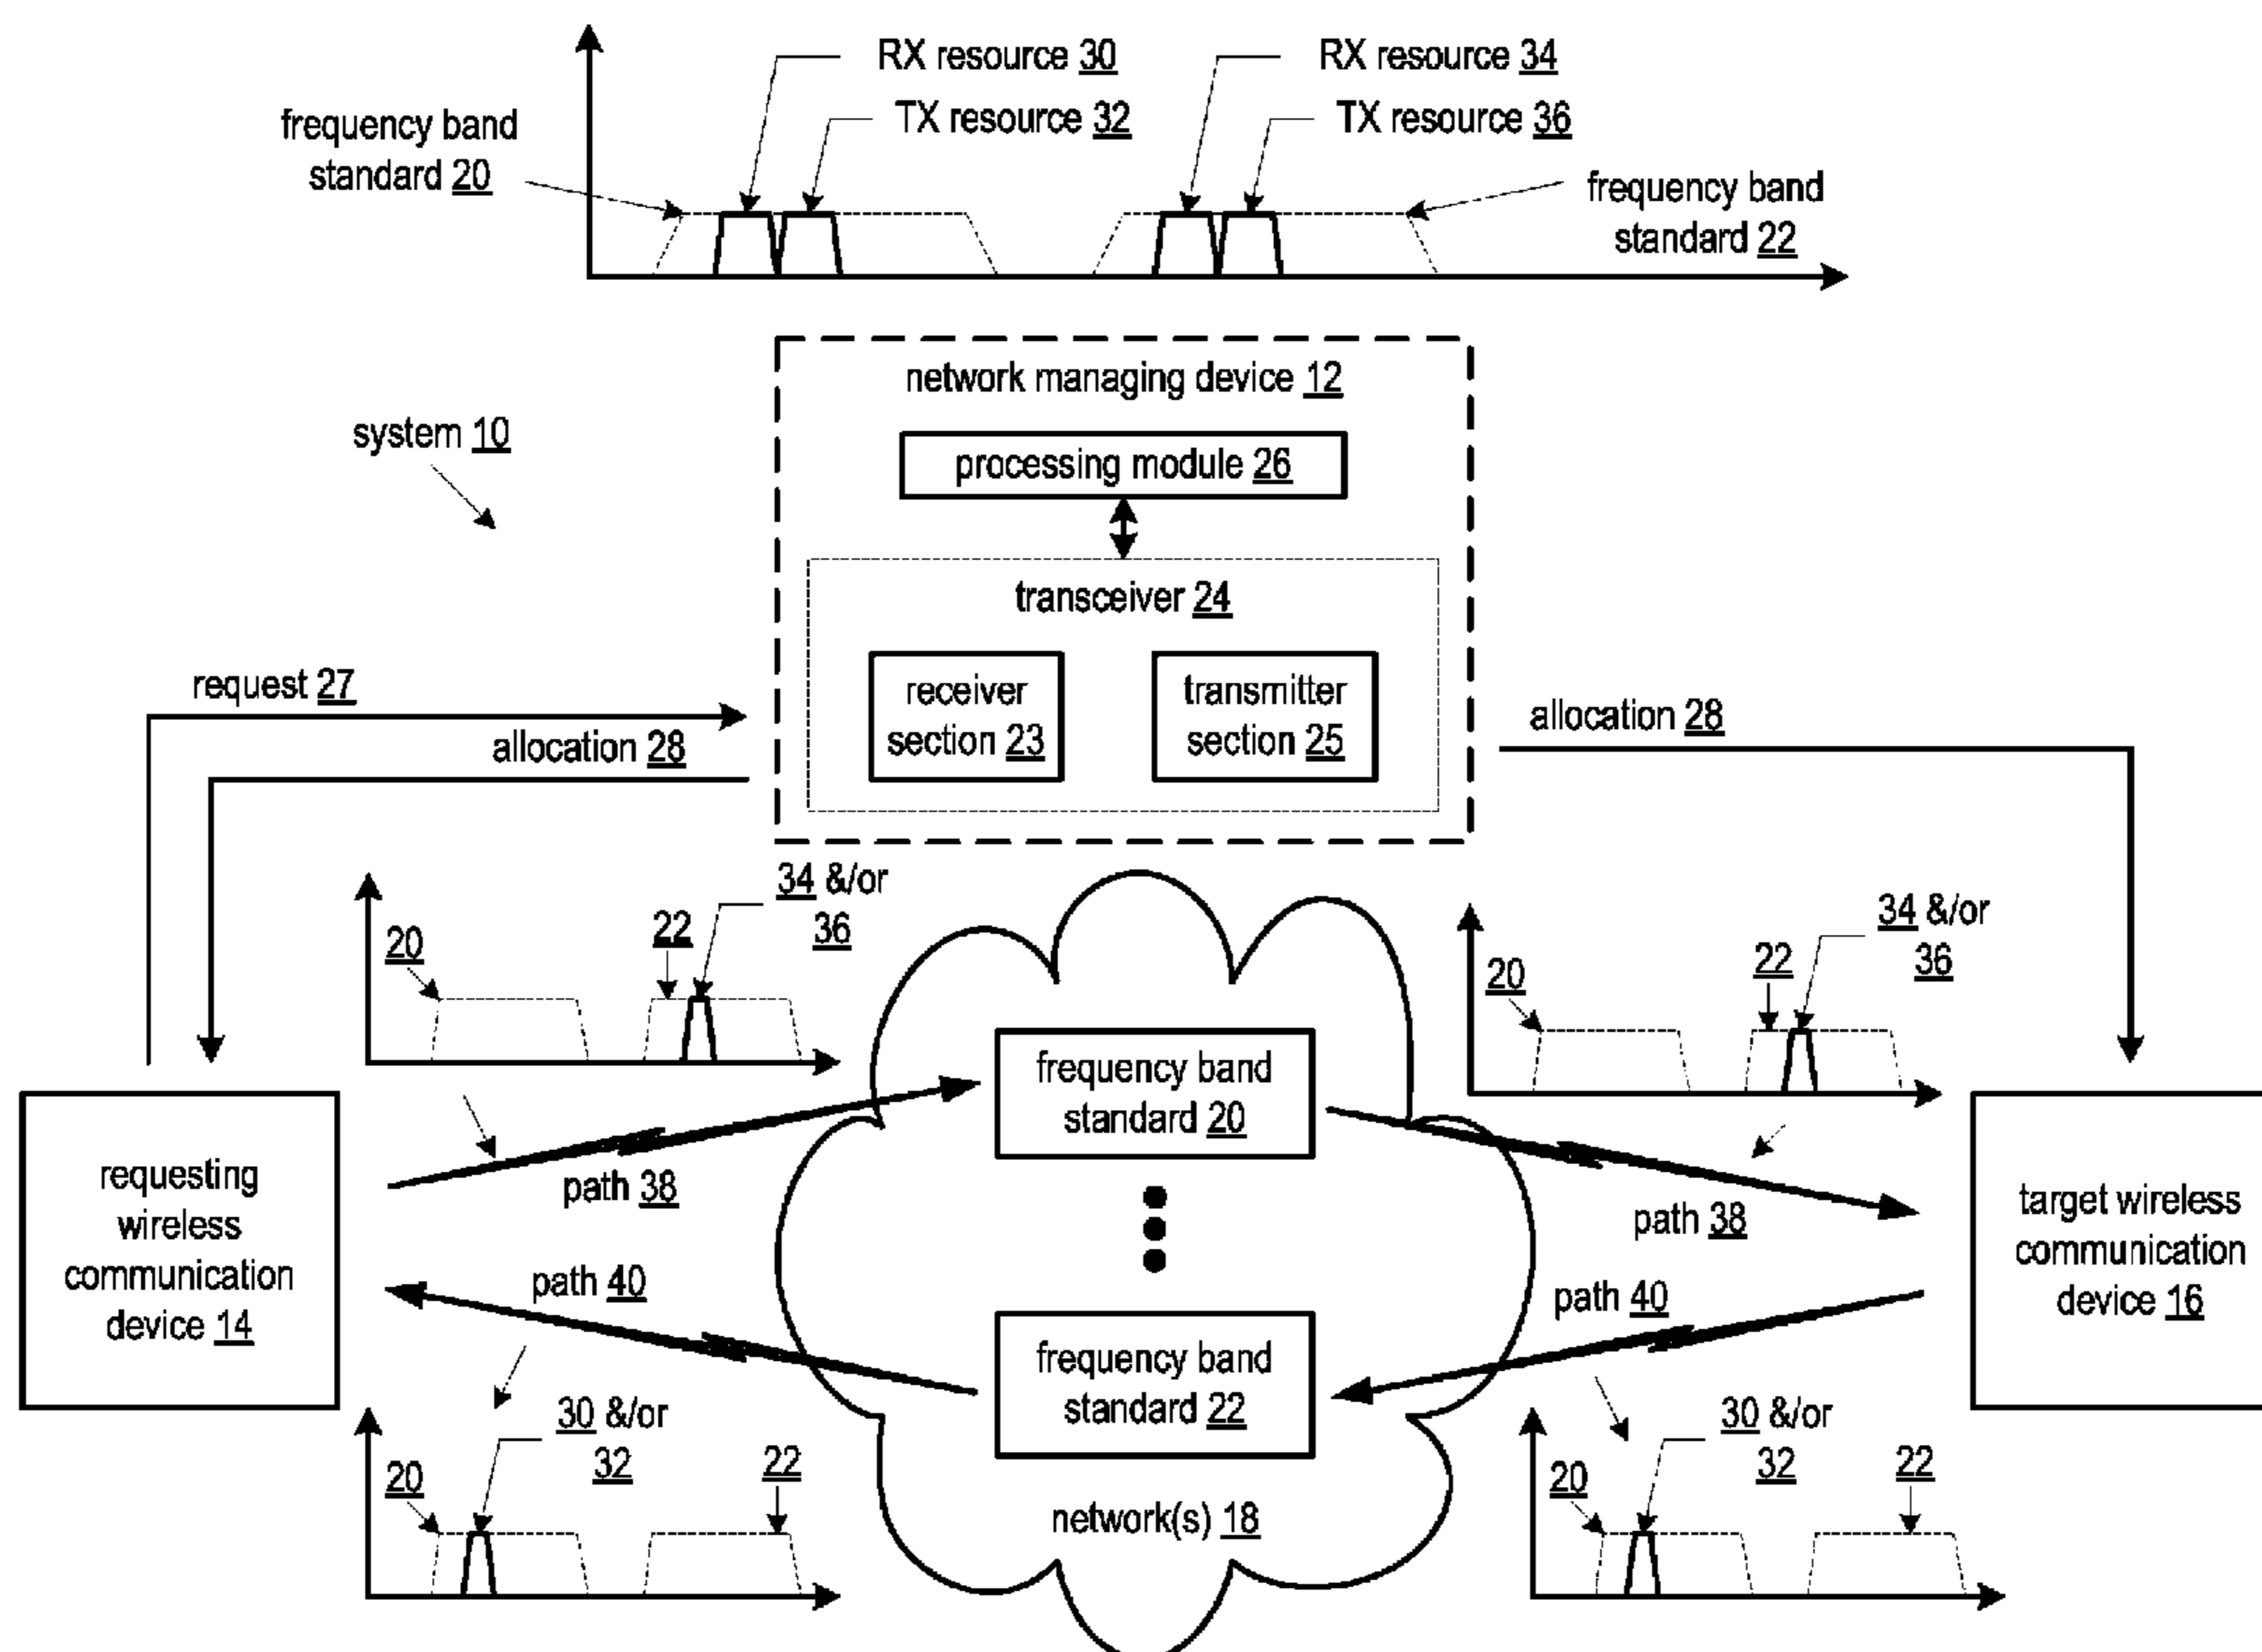 RX resource 30
RX resource 34
TX resource 32
TX resource 36
frequency band
standard 20
frequency band
standard 22
network managing device 12
system 10
processing module 26
transceiver 24
receiver
section 23
transmitter
section 25
request 27
allocation 28
allocation 28
34 &/or
36
22
20
34 &/or
36
22
20
frequency band
standard 20
requesting
wireless
communication
device 14
path 38
path 38
target wireless
communication
device 16
path 40
path 40
frequency band
standard 22
30 &/or
32
20
22
30 &/or
32
20
22
network(s) 18